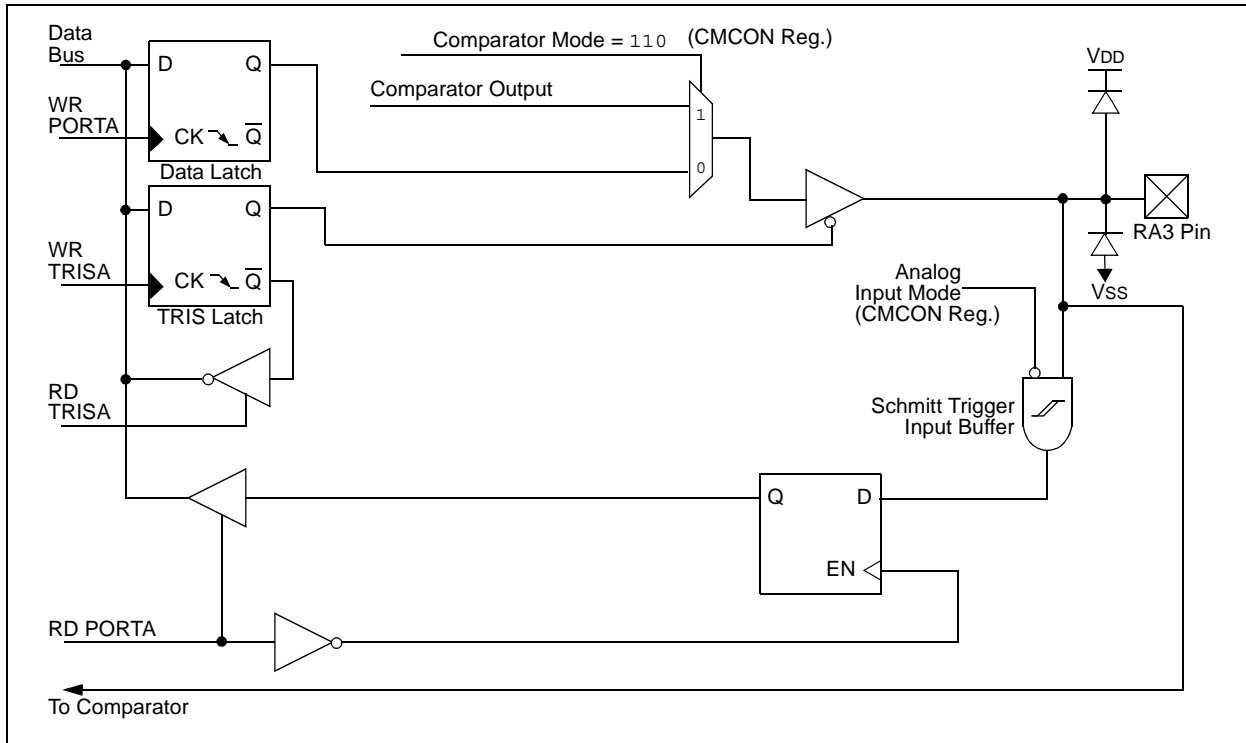 Data
Bus
D Q
WR
PORTA
CK Q
Data Latch
Comparator Mode = 110 (CMCON Reg.)
Comparator Output
1
0
VDD
RA3 Pin
VSS
D Q
WR
TRISA
CK Q
TRIS Latch
Analog
Input Mode
(CMCON Reg.)
RD
TRISA
Schmitt Trigger
Input Buffer
Q D
EN
RD PORTA
To Comparator